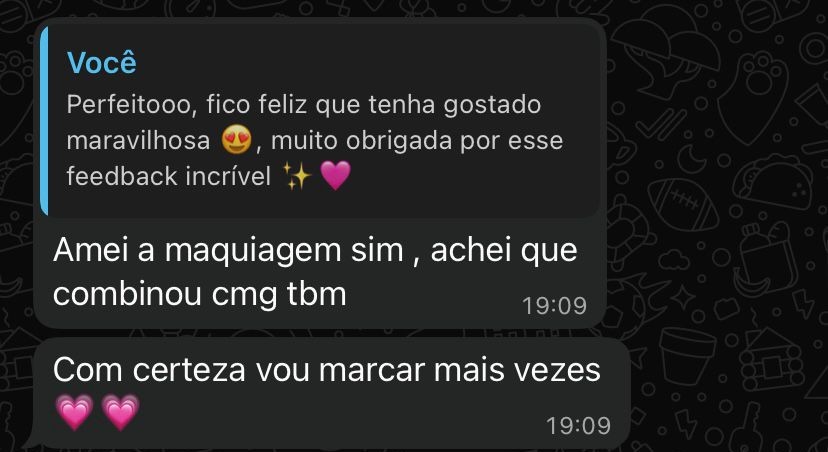 Você
Perfeitooo, fico feliz que tenha gostado
maravilhosa 😍, muito obrigada por esse
feedback incrível ✨💗
Amei a maquiagem sim , achei que
combinou cmg tbm
19:09
Com certeza vou marcar mais vezes
💗💗
19:09